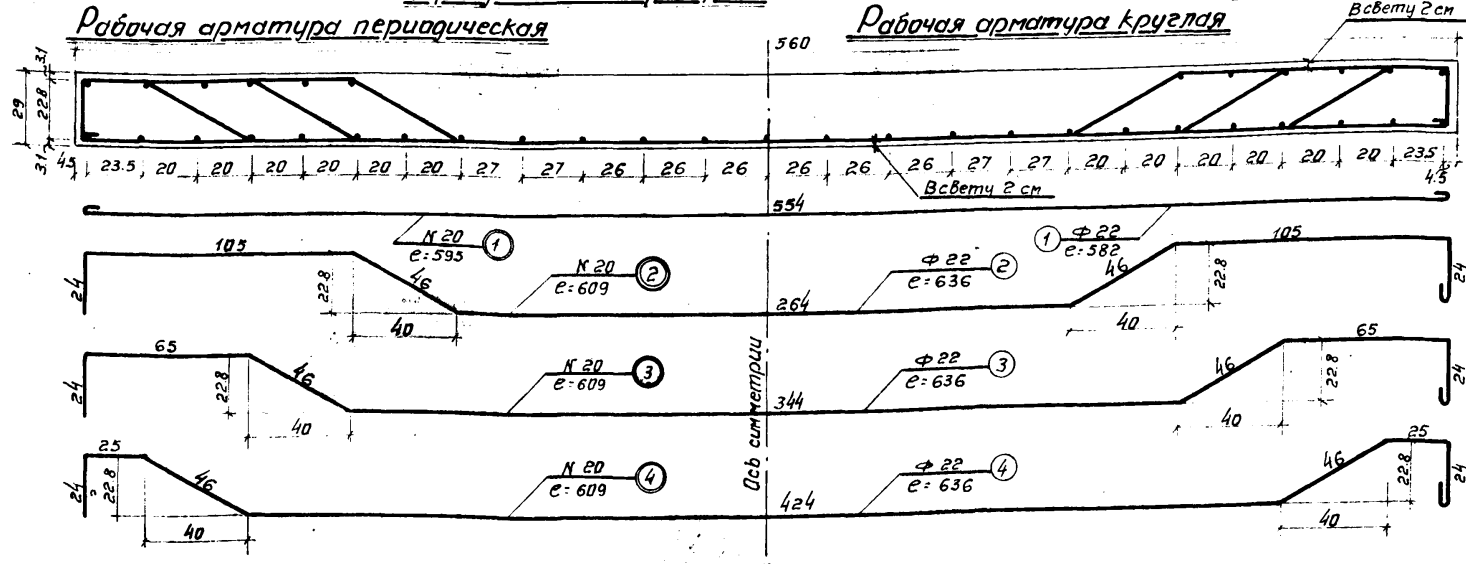 Рабочая арматура периодическая
Рабочая арматура круглая
В свету 2 см
560
3.1
29
22.8
3.1
4.5 23.5 20 20 20 20 20 20 27 27 26 26 26 26 26 26 27 27 20 20 20 20 20 20 23.5 4.5
В свету 2 см
554
N 20 1
е=595
1 Ф 22
е=582
105
24
46
22.8
40
N 20 2
е=609
264
Ф 22 2
е=636
46
105
22.8
40
24
65
24
46
22.8
40
N 20 3
е=609
344
Ф 22 3
е=636
46
65
22.8
40
24
25
24
46
22.8
40
N 20 4
е=609
424
Ф 22 4
е=636
46
25
22.8
40
24
Ось симметрии